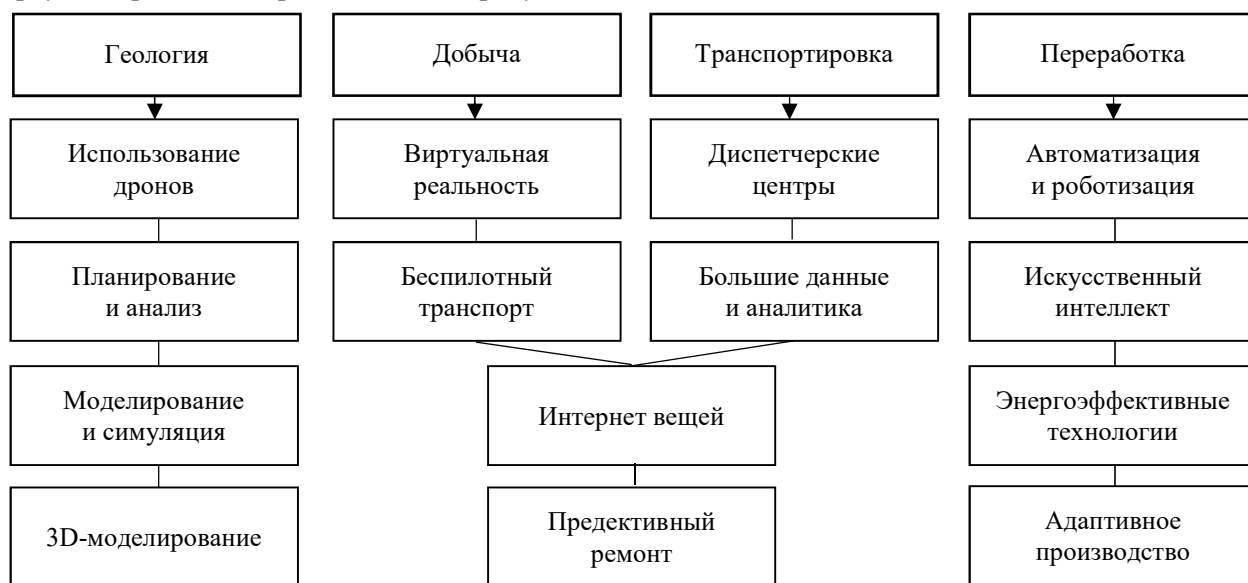 Геология
Добыча
Транспортировка
Переработка
Использование
дронов
Виртуальная
реальность
Диспетчерские
центры
Автоматизация
и роботизация
Планирование
и анализ
Беспилотный
транспорт
Большие данные
и аналитика
Искусственный
интеллект
Моделирование
и симуляция
Интернет вещей
Энергоэффективные
технологии
3D-моделирование
Предективный
ремонт
Адаптивное
производство